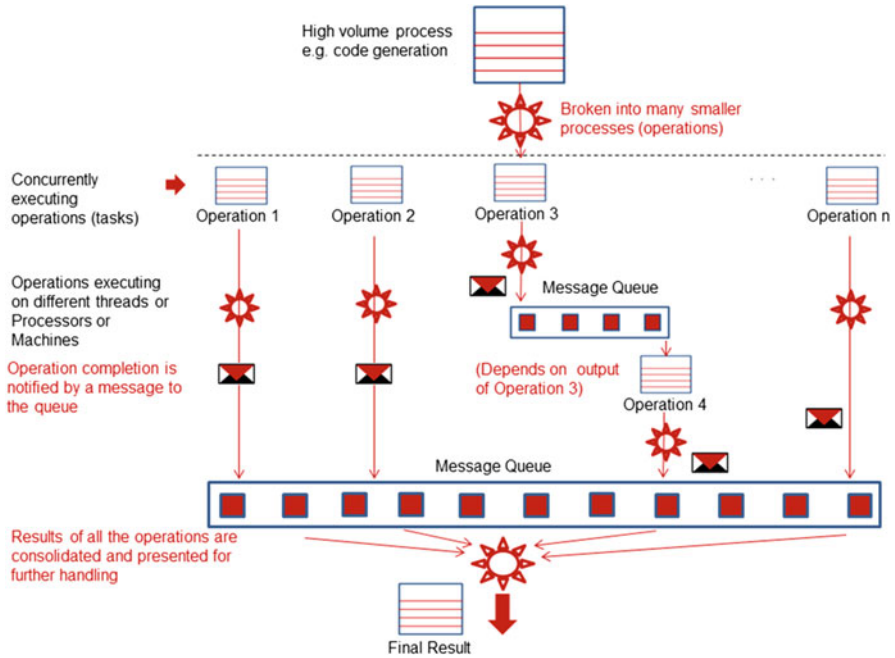 High volume process
e.g. code generation
Broken into many smaller
processes (operations)
Concurrently
executing
operations (tasks)
. . .
Operation 1
Operation 2
Operation 3
Operation n
Operations executing
on different threads or
Processors or
Machines
Message Queue
Operation completion is
notified by a message to
the queue
(Depends on output
of Operation 3)
Operation 4
Message Queue
Results of all the operations are
consolidated and presented for
further handling
Final Result